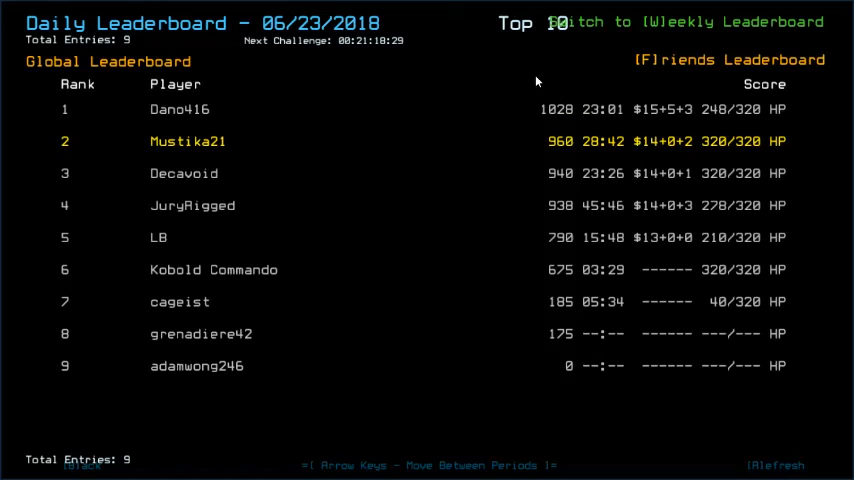 Daily Leaderboard - 06/23/2018 Top 10 Switch to [W]eekly Leaderboard
Total Entries: 9 Next Challenge: 00:21:18:29
Global Leaderboard [F]riends Leaderboard
Rank Player Score
1 Dano416 1028 23:01 $15+5+3 248/320 HP
2 Mustika21 960 28:42 $14+0+2 320/320 HP
3 Decavoid 940 23:26 $14+0+1 320/320 HP
4 JuryRigged 938 45:46 $14+0+3 278/320 HP
5 LB 790 15:48 $13+0+0 210/320 HP
6 Kobold Commando 675 03:29 ------ 320/320 HP
7 cageist 185 05:34 ------ 40/320 HP
8 grenadiere42 175 --:-- ------ ---/--- HP
9 adamwong246 0 --:-- ------ ---/--- HP
Total Entries: 9
[B]ack =[ Arrow Keys - Move Between Periods ]= [R]efresh